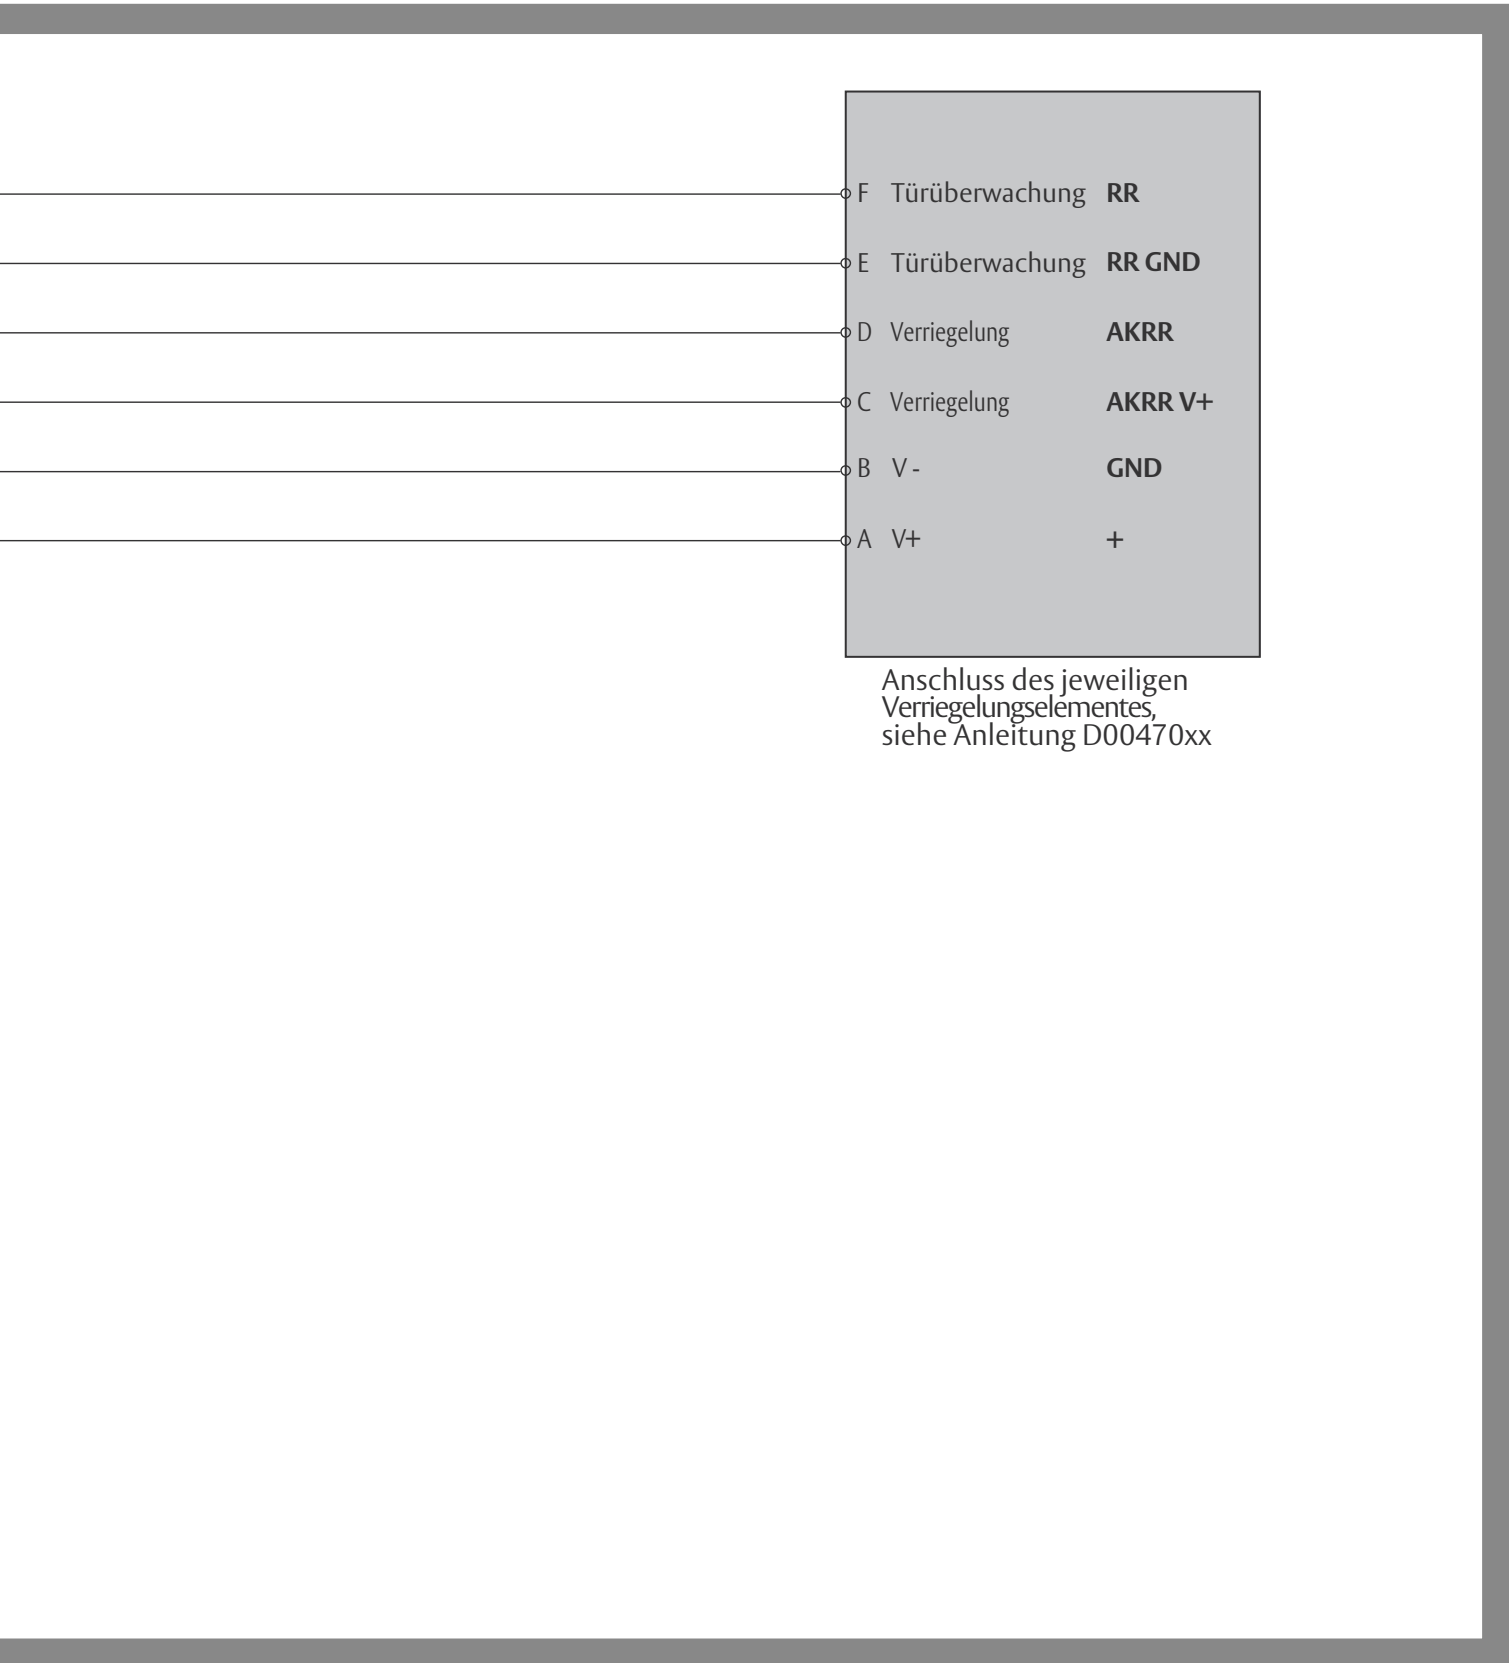 F Türüberwachung RR
E Türüberwachung RR GND
D Verriegelung AKRR
C Verriegelung AKRR V+
B V - GND
A V+ +
Anschluss des jeweiligen
Verriegelungselementes,
siehe Anleitung D00470xx